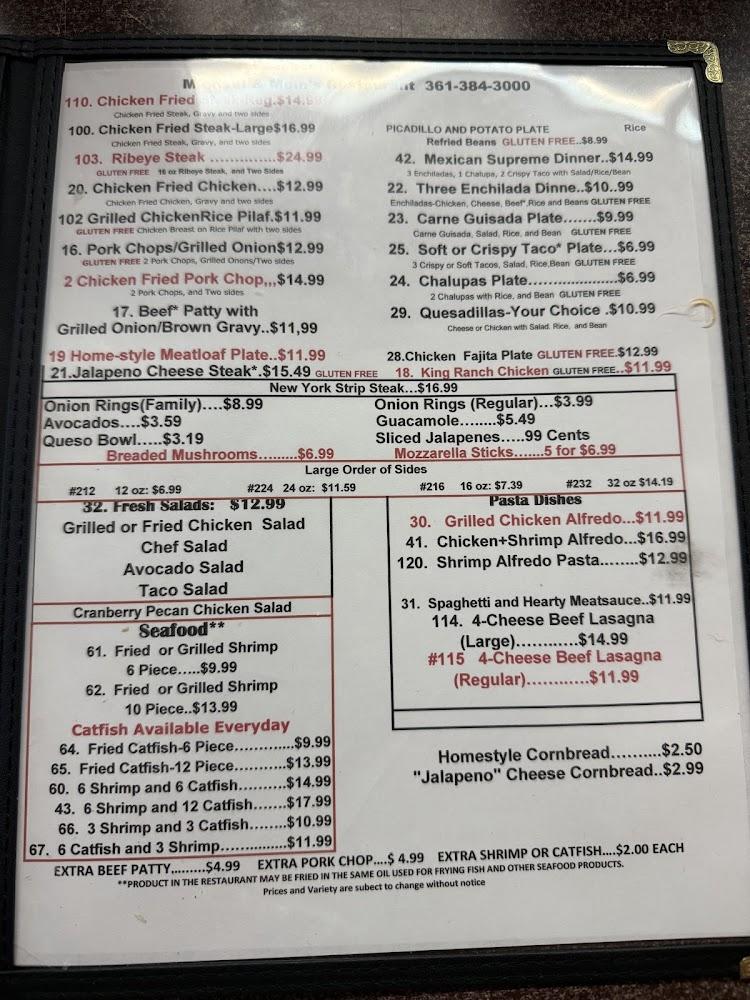 Mom's Restaurant 361-384-3000
110. Chicken Fried
Chicken Fried Steak, Gravy and two sides
100. Chicken Fried Steak-Large$16.99
Chicken Fried Steak, Gravy, and two sides
103. Ribeye Steak ..............$24.99
GLUTEN FREE 16 oz Ribeye Steak, and Two Sides
20. Chicken Fried Chicken....$12.99
Chicken Fried Chicken, Gravy and two sides
102 Grilled ChickenRice Pilaf.$11.99
GLUTEN FREE Chicken Breast on Rice Pilaf with two sides
16. Pork Chops/Grilled Onion$12.99
GLUTEN FREE 2 Pork Chops, Grilled Onons/Two sides
2 Chicken Fried Pork Chop,,,$14.99
2 Pork Chops, and Two sides
17. Beef* Patty with
Grilled Onion/Brown Gravy..$11,99
19 Home-style Meatloaf Plate..$11.99
21.Jalapeno Cheese Steak*.$15.49 GLUTEN FREE
PICADILLO AND POTATO PLATE Rice
Refried Beans GLUTEN FREE..$8.99
42. Mexican Supreme Dinner..$14.99
3 Enchiladas, 1 Chalupa, 2 Crispy Taco with Salad/Rice/Bean
22. Three Enchilada Dinne..$10..99
Enchiladas-Chicken, Cheese, Beef*,Rice and Beans GLUTEN FREE
23. Carne Guisada Plate.......$9.99
Carne Guisada, Salad, Rice, and Bean GLUTEN FREE
25. Soft or Crispy Taco* Plate...$6.99
3 Crispy or Soft Tacos, Salad, Rice,Bean GLUTEN FREE
24. Chalupas Plate.....................$6.99
2 Chalupas with Rice, and Bean GLUTEN FREE
29. Quesadillas-Your Choice .$10.99
Cheese or Chicken with Salad. Rice, and Bean
28.Chicken Fajita Plate GLUTEN FREE.$12.99
18. King Ranch Chicken GLUTEN FREE..$11.99
New York Strip Steak...$16.99
Onion Rings(Family)....$8.99
Avocados....$3.59
Queso Bowl.....$3.19
Breaded Mushrooms.........$6.99
Onion Rings (Regular)...$3.99
Guacamole........$5.49
Sliced Jalapenes.....99 Cents
Mozzarella Sticks.......5 for $6.99
Large Order of Sides
#212 12 oz: $6.99 #224 24 oz: $11.59 #216 16 oz: $7.39 #232 32 oz $14.19
32. Fresh Salads: $12.99
Grilled or Fried Chicken Salad
Chef Salad
Avocado Salad
Taco Salad
Cranberry Pecan Chicken Salad
Seafood**
61. Fried or Grilled Shrimp
6 Piece.....$9.99
62. Fried or Grilled Shrimp
10 Piece..$13.99
Catfish Available Everyday
64. Fried Catfish-6 Piece............$9.99
65. Fried Catfish-12 Piece.........$13.99
60. 6 Shrimp and 6 Catfish........$14.99
43. 6 Shrimp and 12 Catfish......$17.99
66. 3 Shrimp and 3 Catfish........$10.99
67. 6 Catfish and 3 Shrimp...............$11.99
Pasta Dishes
30. Grilled Chicken Alfredo...$11.99
41. Chicken+Shrimp Alfredo...$16.99
120. Shrimp Alfredo Pasta........$12.99
31. Spaghetti and Hearty Meatsauce..$11.99
114. 4-Cheese Beef Lasagna
(Large)............$14.99
#115 4-Cheese Beef Lasagna
(Regular)............$11.99
Homestyle Cornbread.........$2.50
"Jalapeno" Cheese Cornbread..$2.99
EXTRA BEEF PATTY.........$4.99 EXTRA PORK CHOP....$ 4.99 EXTRA SHRIMP OR CATFISH....$2.00 EACH
**PRODUCT IN THE RESTAURANT MAY BE FRIED IN THE SAME OIL USED FOR FRYING FISH AND OTHER SEAFOOD PRODUCTS.
Prices and Variety are subect to change without notice